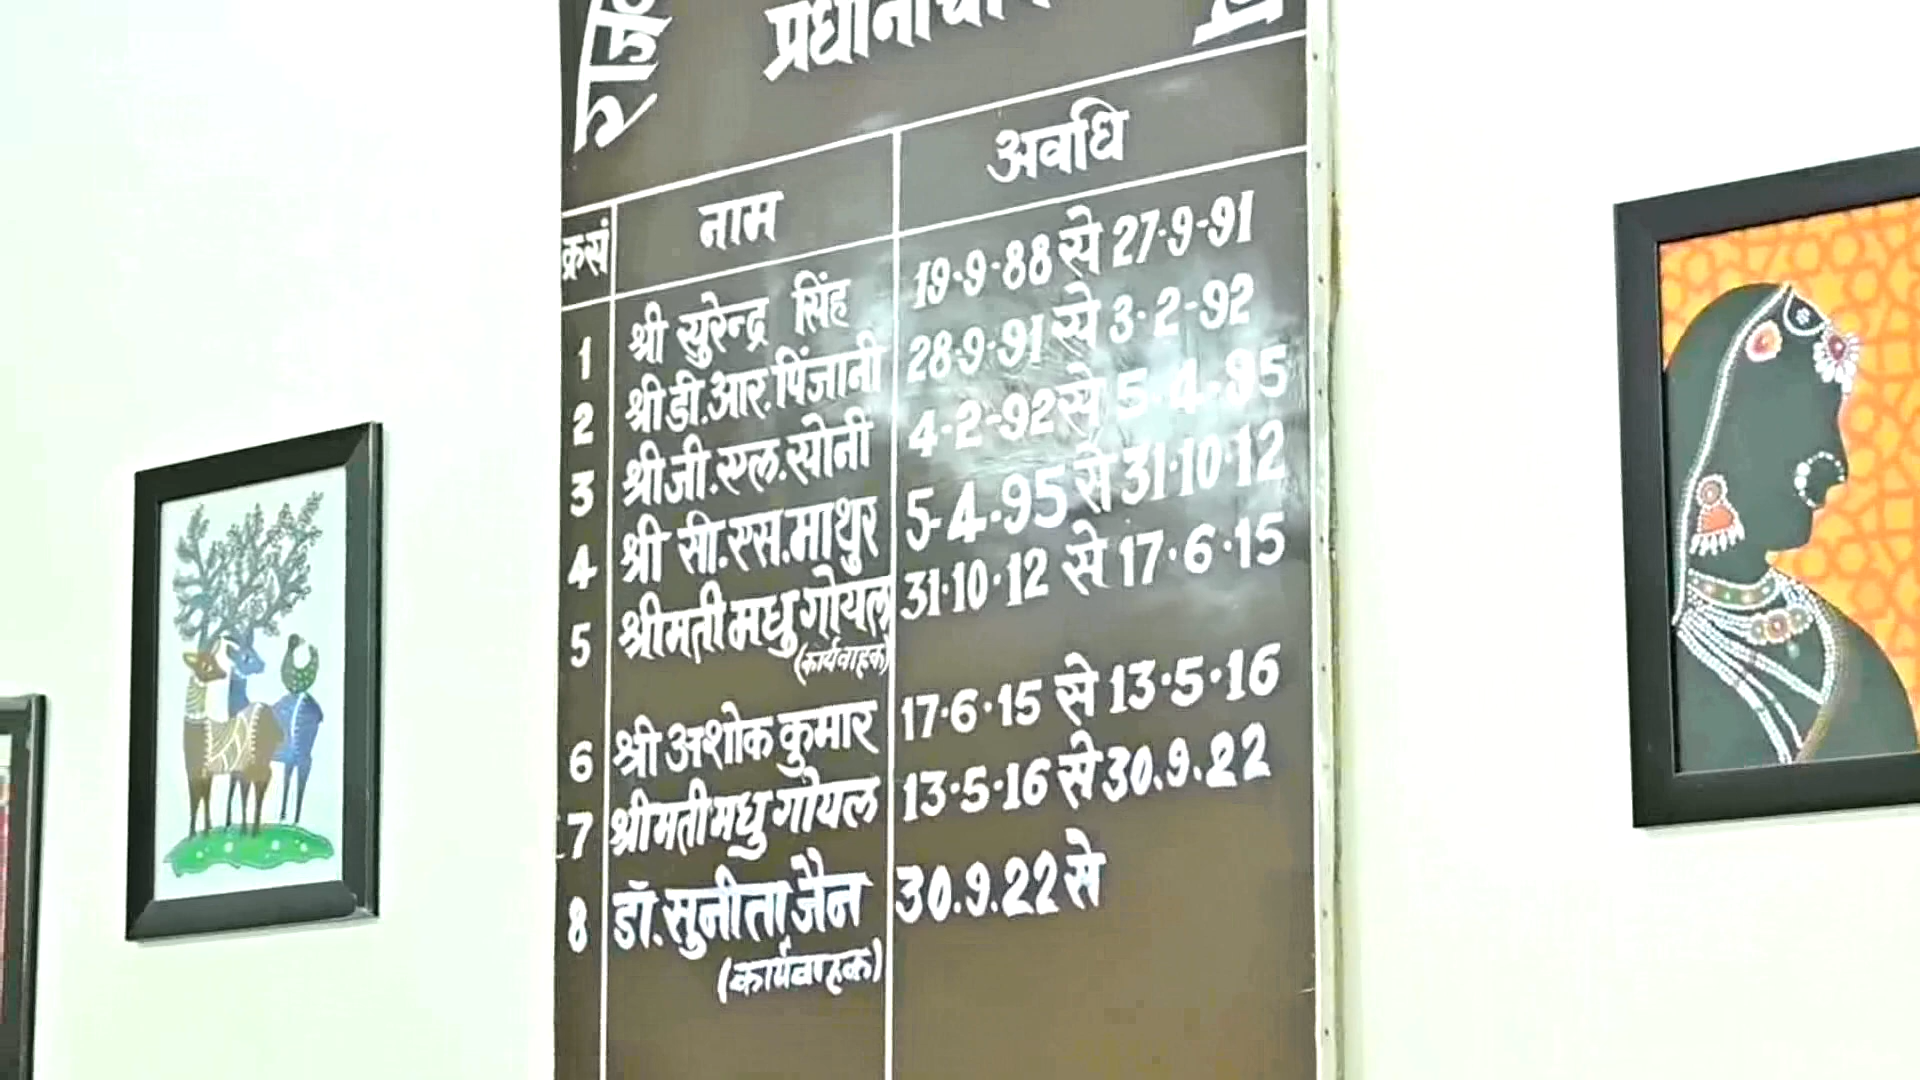 क्रसं नाम अवधि
1 श्री सुरेन्द्र सिंह 19-9-88 से 27-9-91
2 श्री डी.आर.पिंजानी 28-9-91 से 3-2-92
3 श्री जी.एल.सोनी 4-2-92 से 5-4-95
4 श्री सी.एस.माथुर 5-4-95 से 31·10·12
5 श्रीमती मधु गोयल 31·10·12 से 17·6·15
(कार्यवाहक)
6 श्री अशोक कुमार 17·6·15 से 13·5·16
7 श्रीमती मधु गोयल 13·5·16 से 30.9.22
8 डॉ.सुनीता जैन 30.9.22 से
(कार्यवाहक)